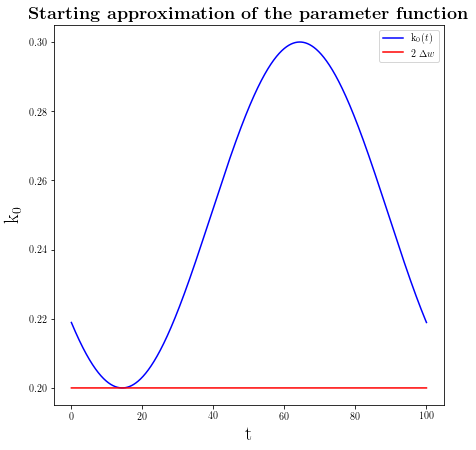 Starting approximation of the parameter function
k₀(t)
2 Δw
0.30
0.28
0.26
0.24
0.22
0.20
k₀
0 20 40 60 80 100
t